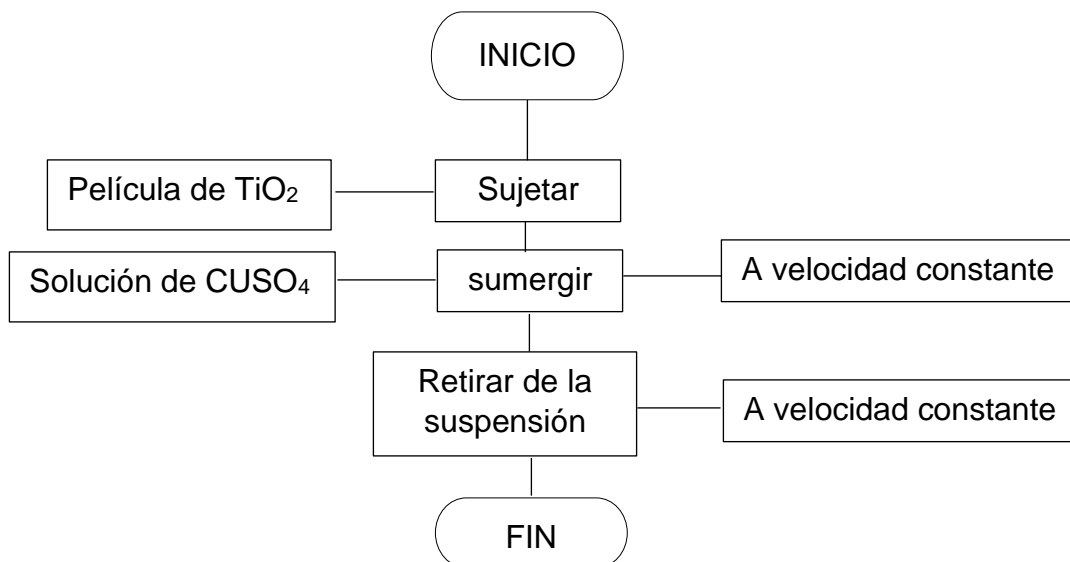 INICIO
Película de TiO₂
Sujetar
Solución de CUSO₄
sumergir
A velocidad constante
Retirar de la
suspensión
A velocidad constante
FIN